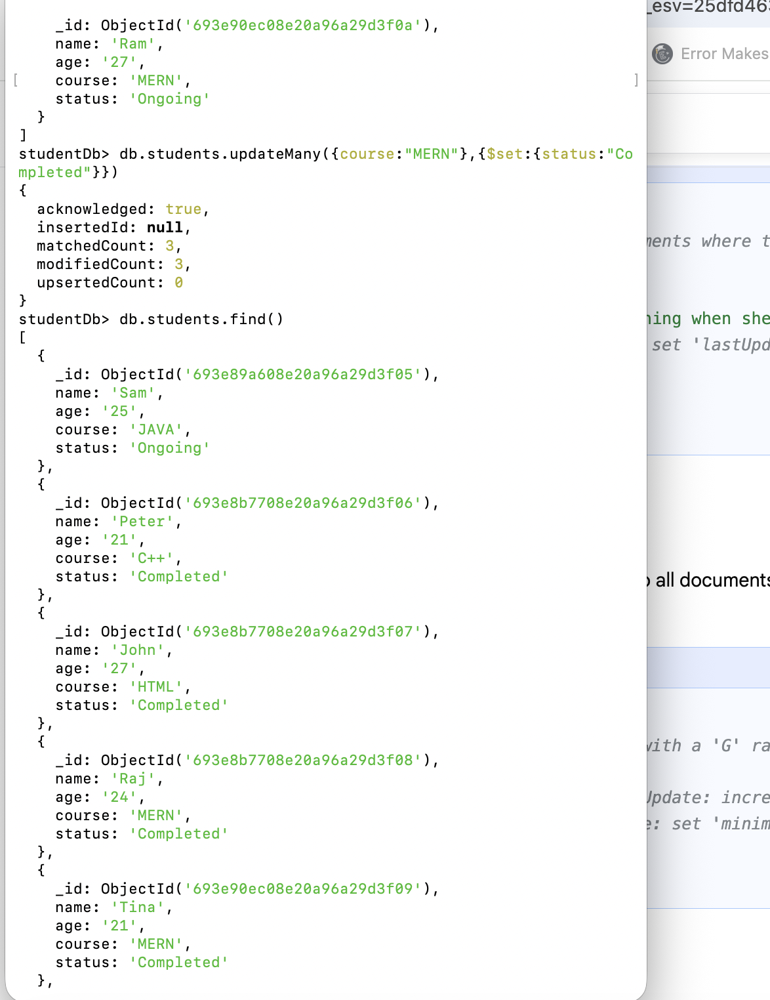 _id: ObjectId('693e90ec08e20a96a29d3f0a'),
name: 'Ram',
age: '27',
[ course: 'MERN', ]
status: 'Ongoing'
}
]
studentDb> db.students.updateMany({course:"MERN"},{$set:{status:"Co
mpleted"}})
{
acknowledged: true,
insertedId: null,
matchedCount: 3,
modifiedCount: 3,
upsertedCount: 0
}
studentDb> db.students.find()
[
{
_id: ObjectId('693e89a608e20a96a29d3f05'),
name: 'Sam',
age: '25',
course: 'JAVA',
status: 'Ongoing'
},
{
_id: ObjectId('693e8b7708e20a96a29d3f06'),
name: 'Peter',
age: '21',
course: 'C++',
status: 'Completed'
},
{
_id: ObjectId('693e8b7708e20a96a29d3f07'),
name: 'John',
age: '27',
course: 'HTML',
status: 'Completed'
},
{
_id: ObjectId('693e8b7708e20a96a29d3f08'),
name: 'Raj',
age: '24',
course: 'MERN',
status: 'Completed'
},
{
_id: ObjectId('693e90ec08e20a96a29d3f09'),
name: 'Tina',
age: '21',
course: 'MERN',
status: 'Completed'
},
_esv=25dfd463
Error Makes
ments where t
ning when she
set 'lastUpd
all documents
with a 'G' ra
Update: incre
e: set 'minim